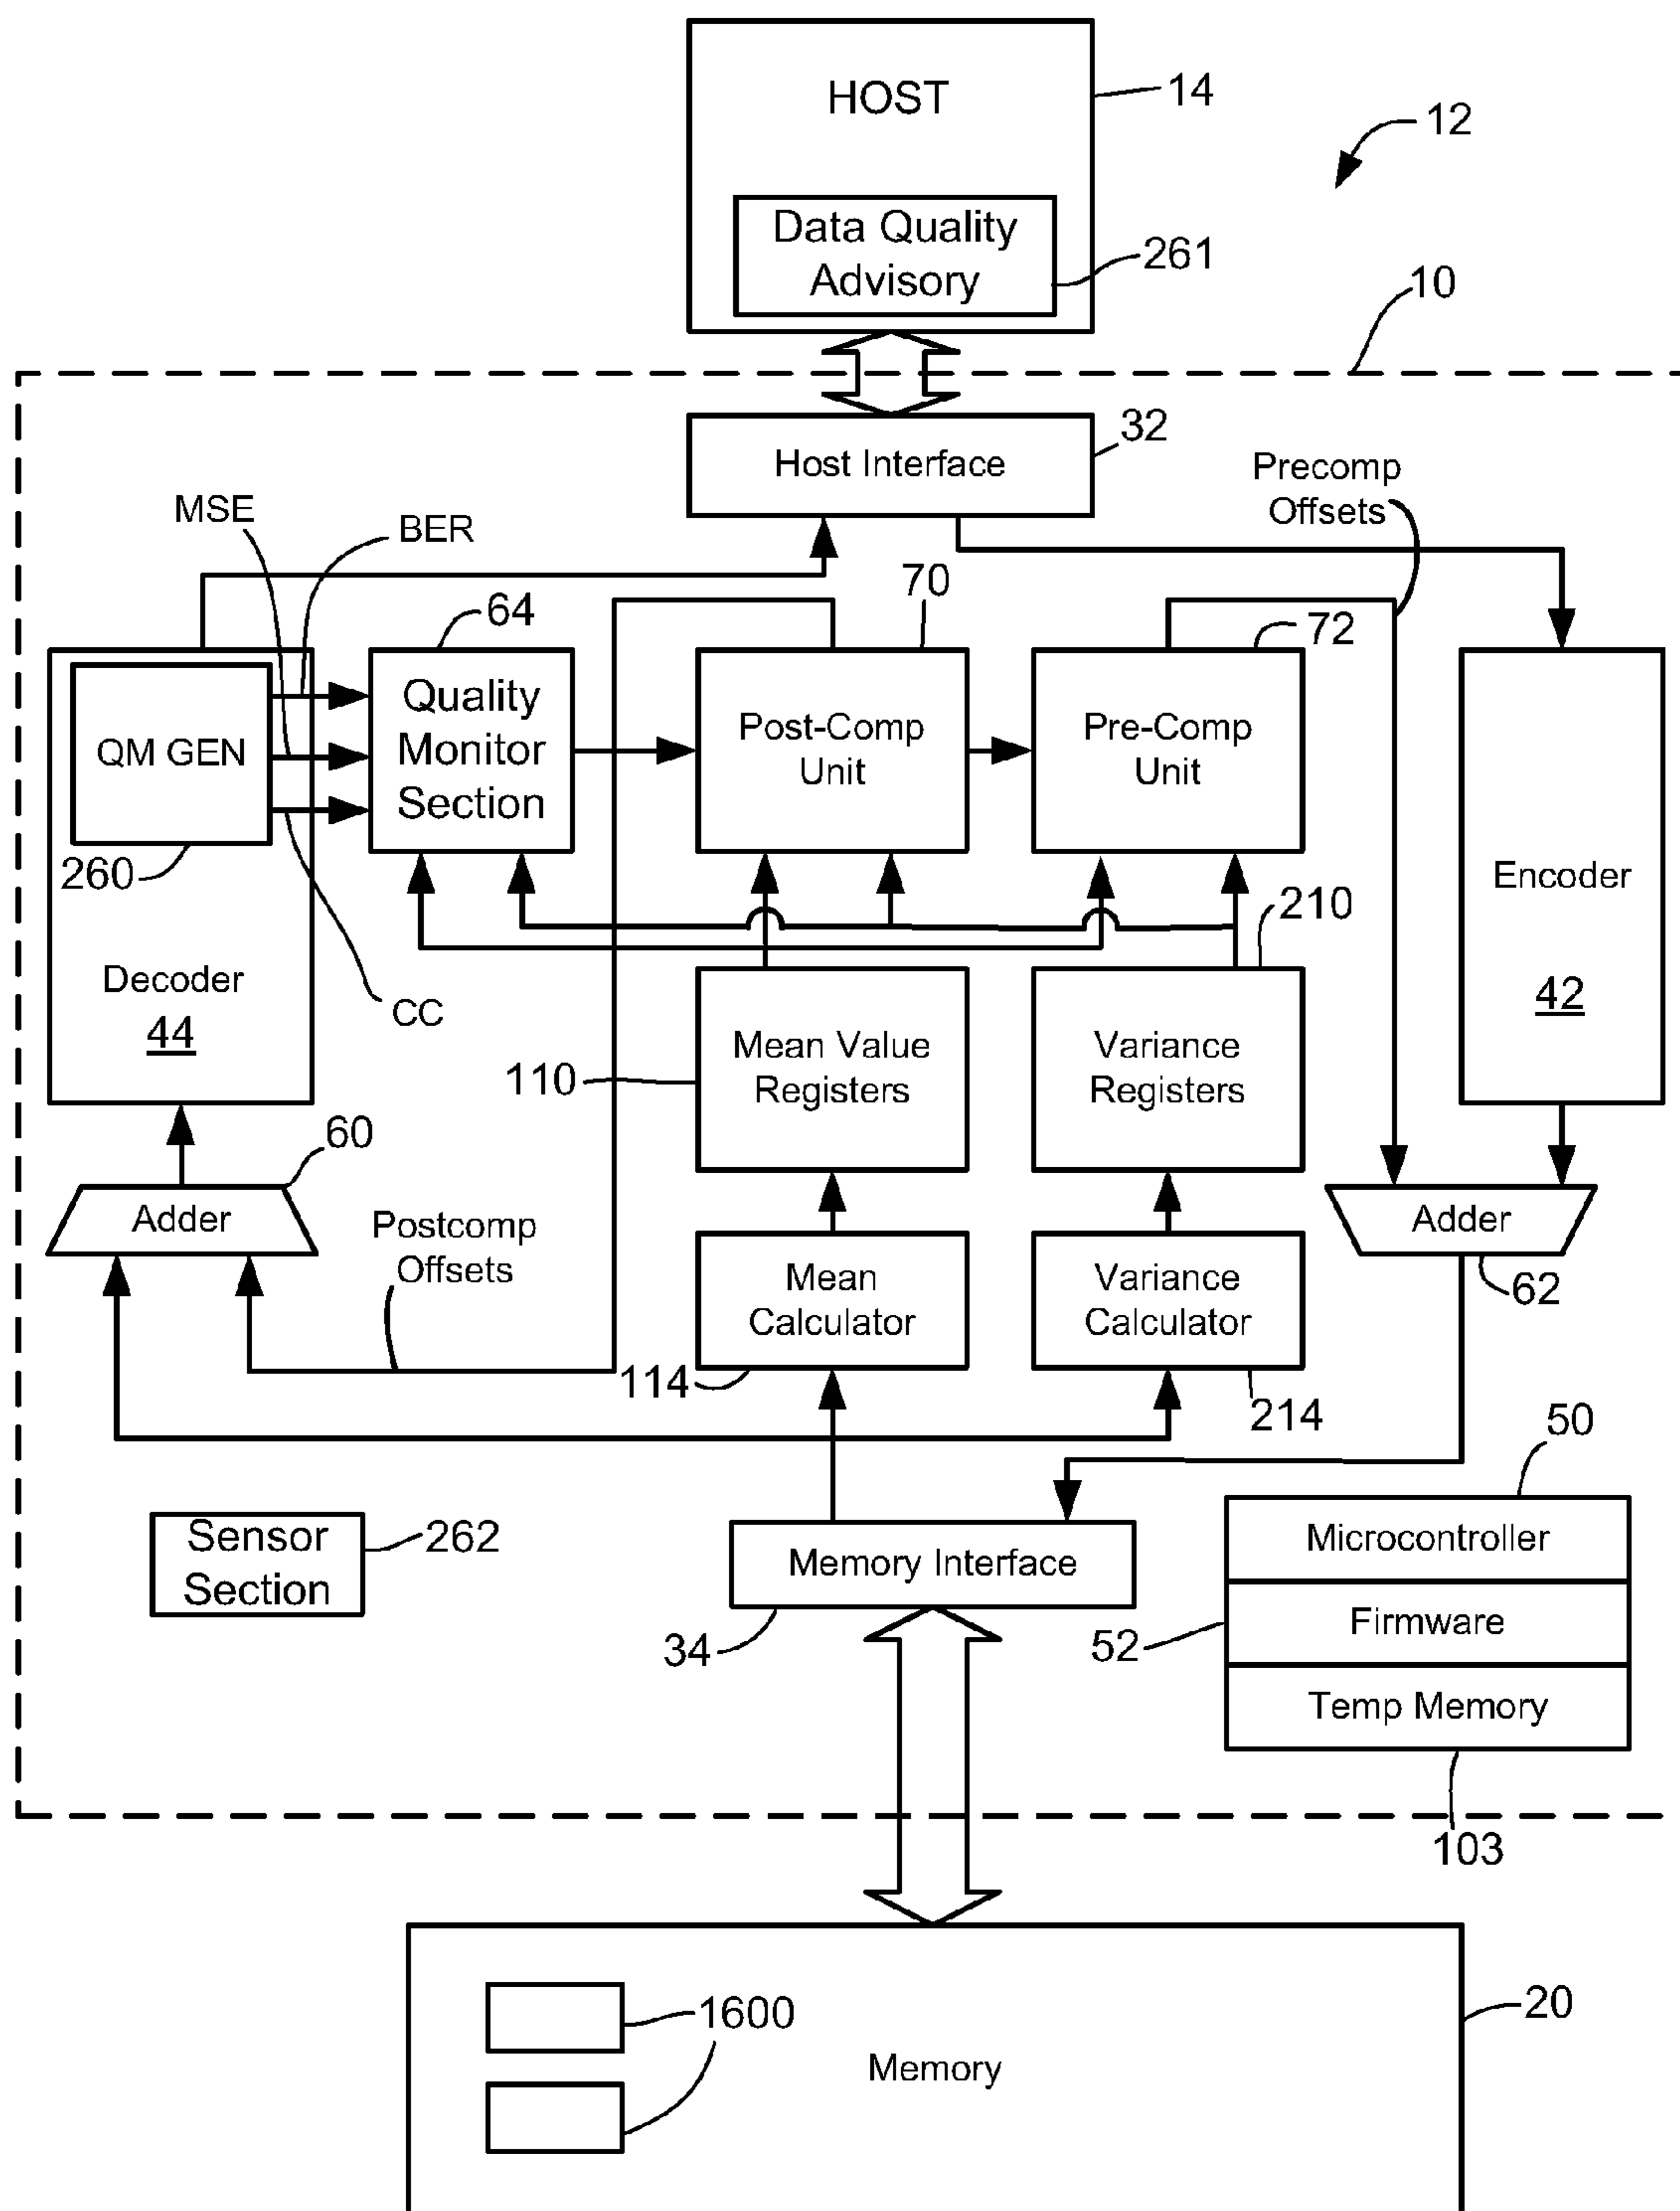 HOST
14
12
Data Quality
Advisory
261
10
32
Host Interface
Precomp
Offsets
MSE
BER
70
64
72
Quality
Monitor
Section
QM GEN
Post-Comp
Unit
Pre-Comp
Unit
260
Encoder
42
210
Decoder
44
CC
110
Mean Value
Registers
Variance
Registers
60
Adder
Postcomp
Offsets
Adder
62
Mean
Calculator
Variance
Calculator
114
214
50
Sensor
Section
262
Memory Interface
34
Microcontroller
52
Firmware
Temp Memory
103
1600
20
Memory